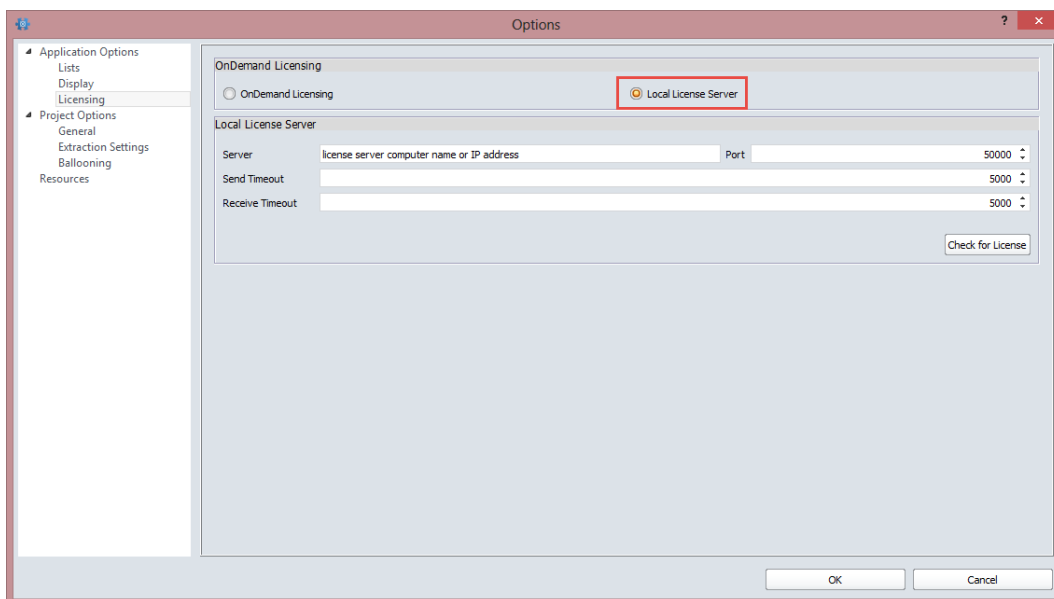 Options
?
Application Options
Lists
Display
Licensing
Project Options
General
Extraction Settings
Ballooning
Resources
OnDemand Licensing
OnDemand Licensing Local License Server
Local License Server
Server license server computer name or IP address Port 50000
Send Timeout 5000
Receive Timeout 5000
Check for License
OK Cancel